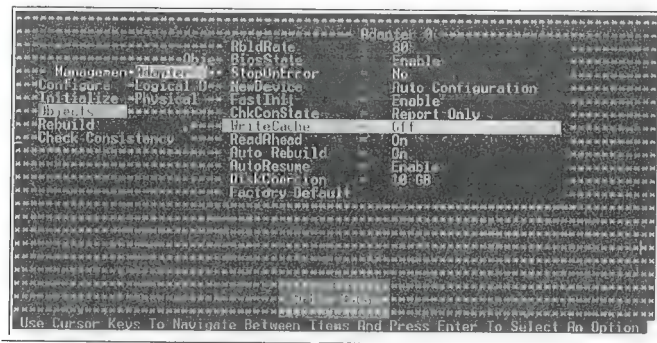 Adapter 0
RbldRate = 80%
BiosState = Enable
StopOnError = No
NewDevice = Auto Configuration
FastInit = Enable
ChkConState = Report Only
WriteCache = Off
ReadAhead = On
Auto Rebuild = On
AutoResume = Enable
DiskCoercion = 10 GB
Factory Default
Obje
Adapter
Logical D
Physical
Management
Configure
Initialize
Objects
Rebuild
Check Consistency
Use Cursor Keys To Navigate Between Items And Press Enter To Select An Option